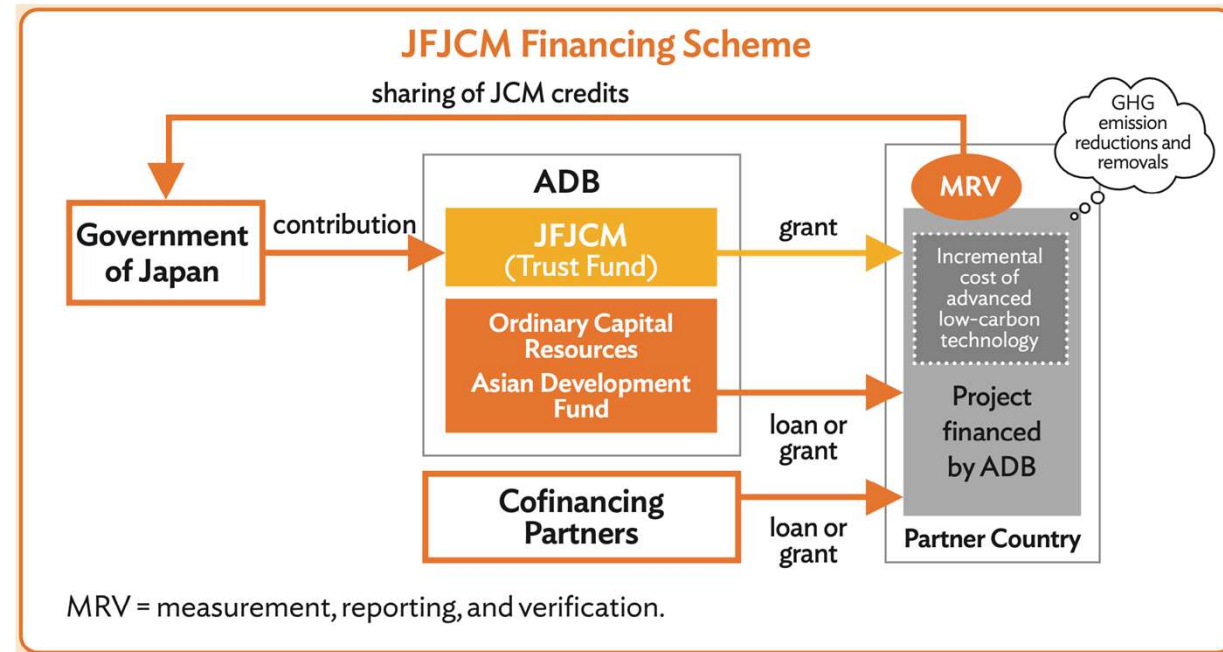 JFJCM Financing Scheme
sharing of JCM credits
GHG
emission
reductions and
removals
ADB
MRV
Government
of Japan
contribution
JFJCM
(Trust Fund)
grant
Incremental
cost of
advanced
low-carbon
technology
Ordinary Capital
Resources
Asian Development
Fund
loan or
grant
Project
financed
by ADB
Cofinancing
Partners
loan or
grant
Partner Country
MRV = measurement, reporting, and verification.